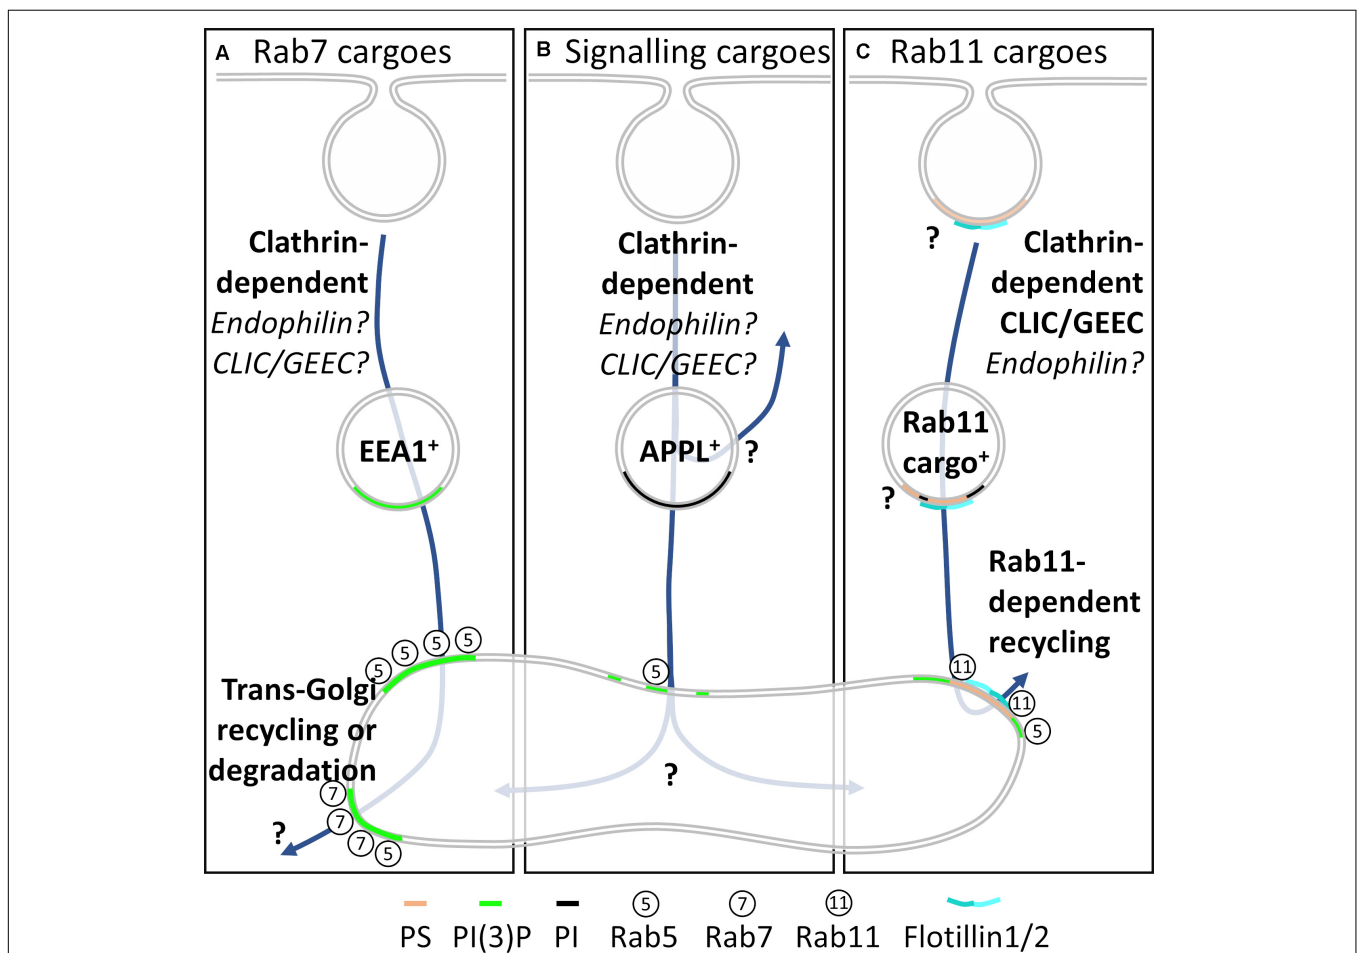 A Rab7 cargoes
Clathrin-
dependent
Endophilin?
CLIC/GEEC?
EEA1+
5 5 5 5
Trans-Golgi
recycling or
degradation
7
7
7
5
?
B Signalling cargoes
Clathrin-
dependent
Endophilin?
CLIC/GEEC?
APPL+
?
5
?
C Rab11 cargoes
?
Clathrin-
dependent
CLIC/GEEC
Endophilin?
Rab11
cargo+
?
Rab11-
dependent
recycling
11
11
5
5 7 11
PS PI(3)P PI Rab5 Rab7 Rab11 Flotillin1/2